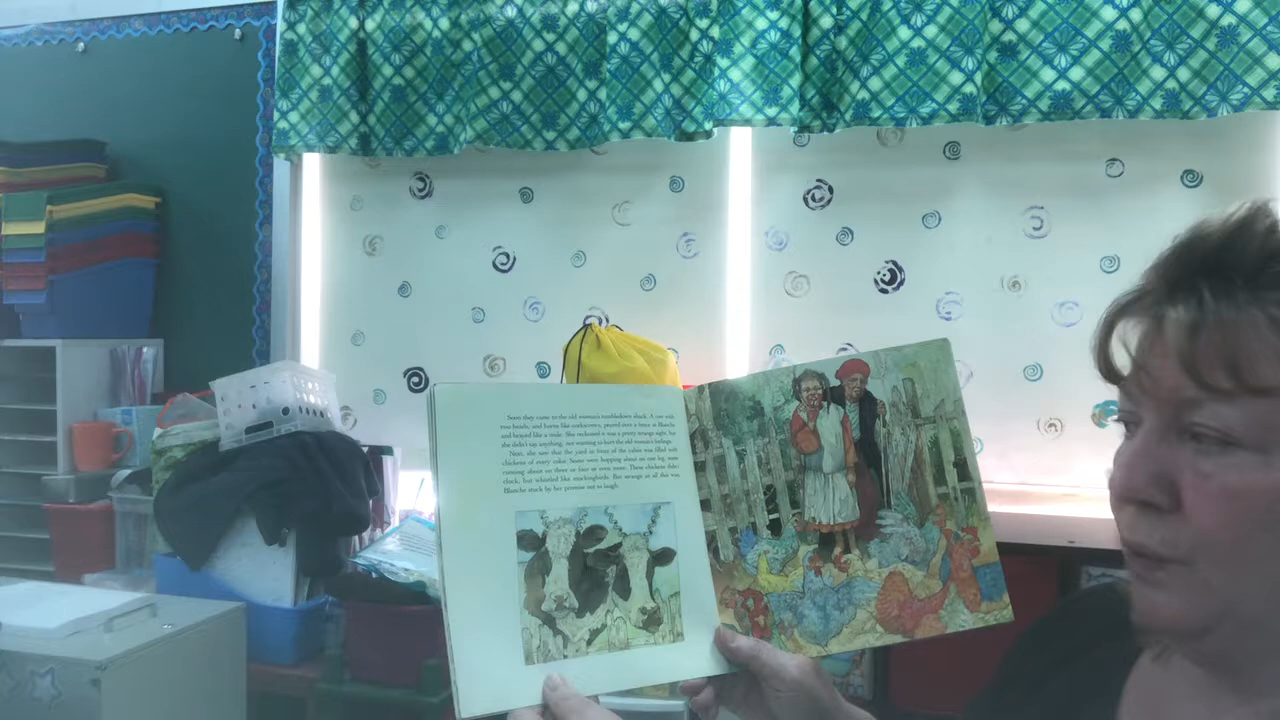 Soon they came to the old woman's tumbledown shack. A cow with
two heads, and horns like corkscrews, peered over a fence at Blanche
and brayed like a mule. She reckoned it was a pretty strange sight, but
she didn't say anything, not wanting to hurt the old woman's feelings.
Next, she saw that the yard in front of the cabin was filled with
chickens of every color. Some were hopping about on one leg, some
running about on three or four or even more. These chickens didn't
cluck, but whistled like mockingbirds. But strange as all this was,
Blanche stuck by her promise not to laugh.